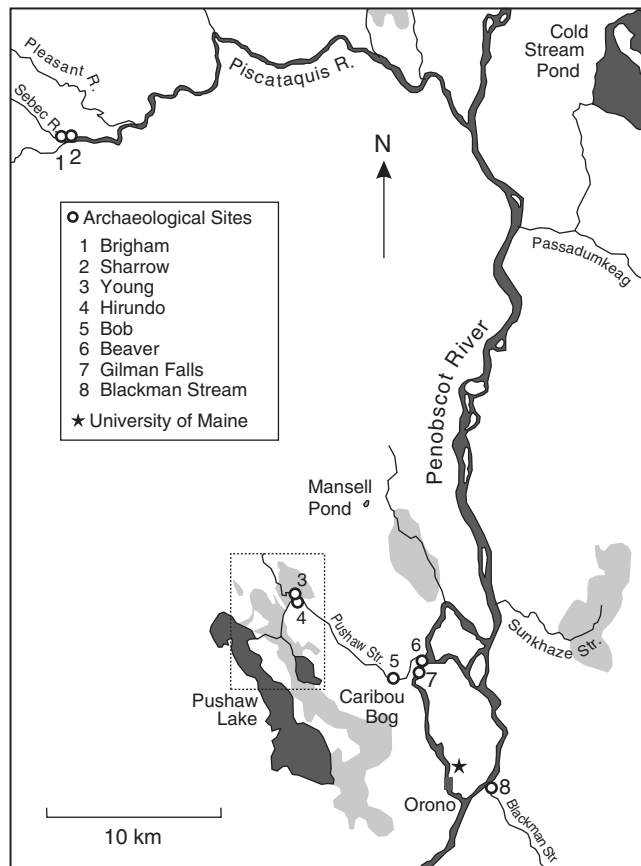 Cold
Stream
Pond
Pleasant R.
Piscataquis R.
Sebec R.
1 2
N
Archaeological Sites
1 Brigham
2 Sharrow
3 Young
4 Hirundo
5 Bob
6 Beaver
7 Gilman Falls
8 Blackman Stream
★ University of Maine
Passadumkeag
Penobscot River
Mansell
Pond
3
4
Pushaw Str.
Sunkhaze Str.
5
6
7
Caribou
Bog
Pushaw
Lake
8
Orono
Blackman Str
10 km